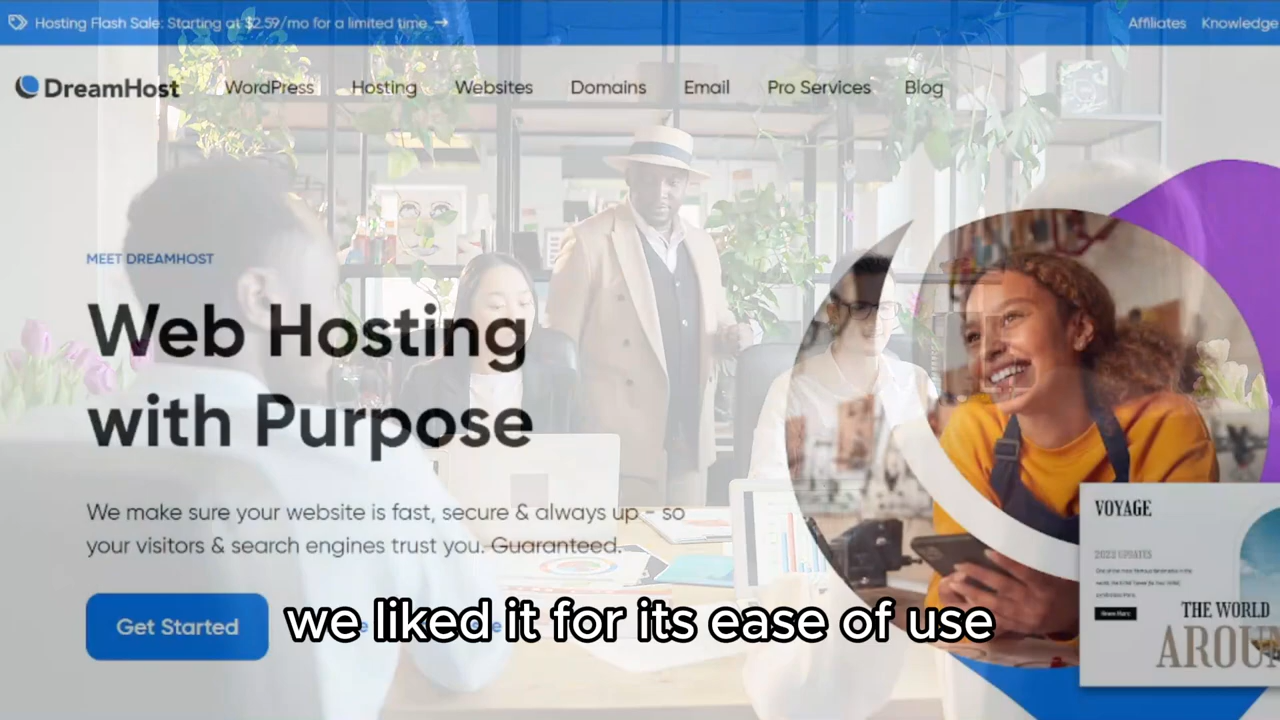 Hosting Flash Sale: Starting at $2.59/mo for a limited time →
Affiliates Knowledge
DreamHost
WordPress Hosting Websites Domains Email Pro Services Blog
MEET DREAMHOST
Web Hosting
with Purpose
We make sure your website is fast, secure & always up - so
your visitors & search engines trust you. Guaranteed.
Get Started
we liked it for its ease of use
VOYAGE
2022 UPDATES
THE WORLD